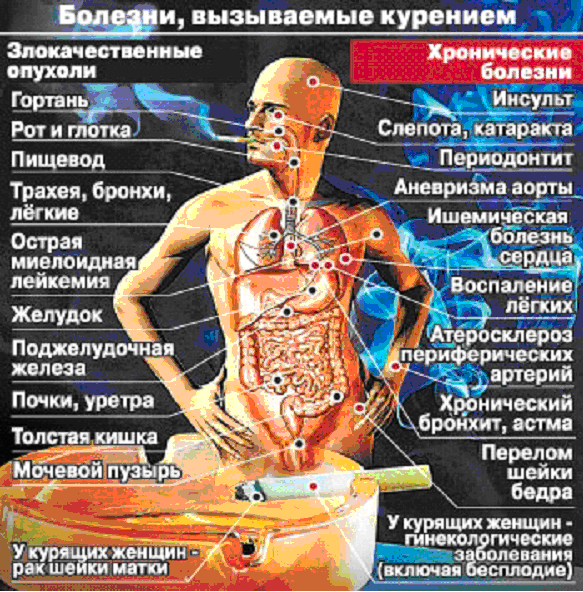 Болезни, вызываемые курением
Злокачественные
опухоли
Гортань
Рот и глотка
Пищевод
Трахея, бронхи,
лёгкие
Острая
миелоидная
лейкемия
Желудок
Поджелудочная
железа
Почки, уретра
Толстая кишка
Мочевой пузырь
У курящих женщин -
рак шейки матки
Хронические
болезни
Инсульт
Слепота, катаракта
Периодонтит
Аневризма аорты
Ишемическая
болезнь
сердца
Воспаление
лёгких
Атеросклероз
периферических
артерий
Хронический
бронхит, астма
Перелом
шейки
бедра
У курящих женщин -
гинекологические
заболевания
(включая бесплодие)